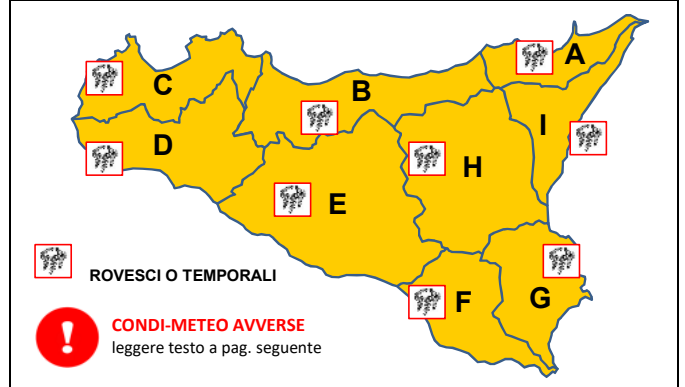 A
C
B
I
D
H
E
ROVESCI O TEMPORALI
F
G
!
CONDI-METEO AVVERSE
leggere testo a pag. seguente